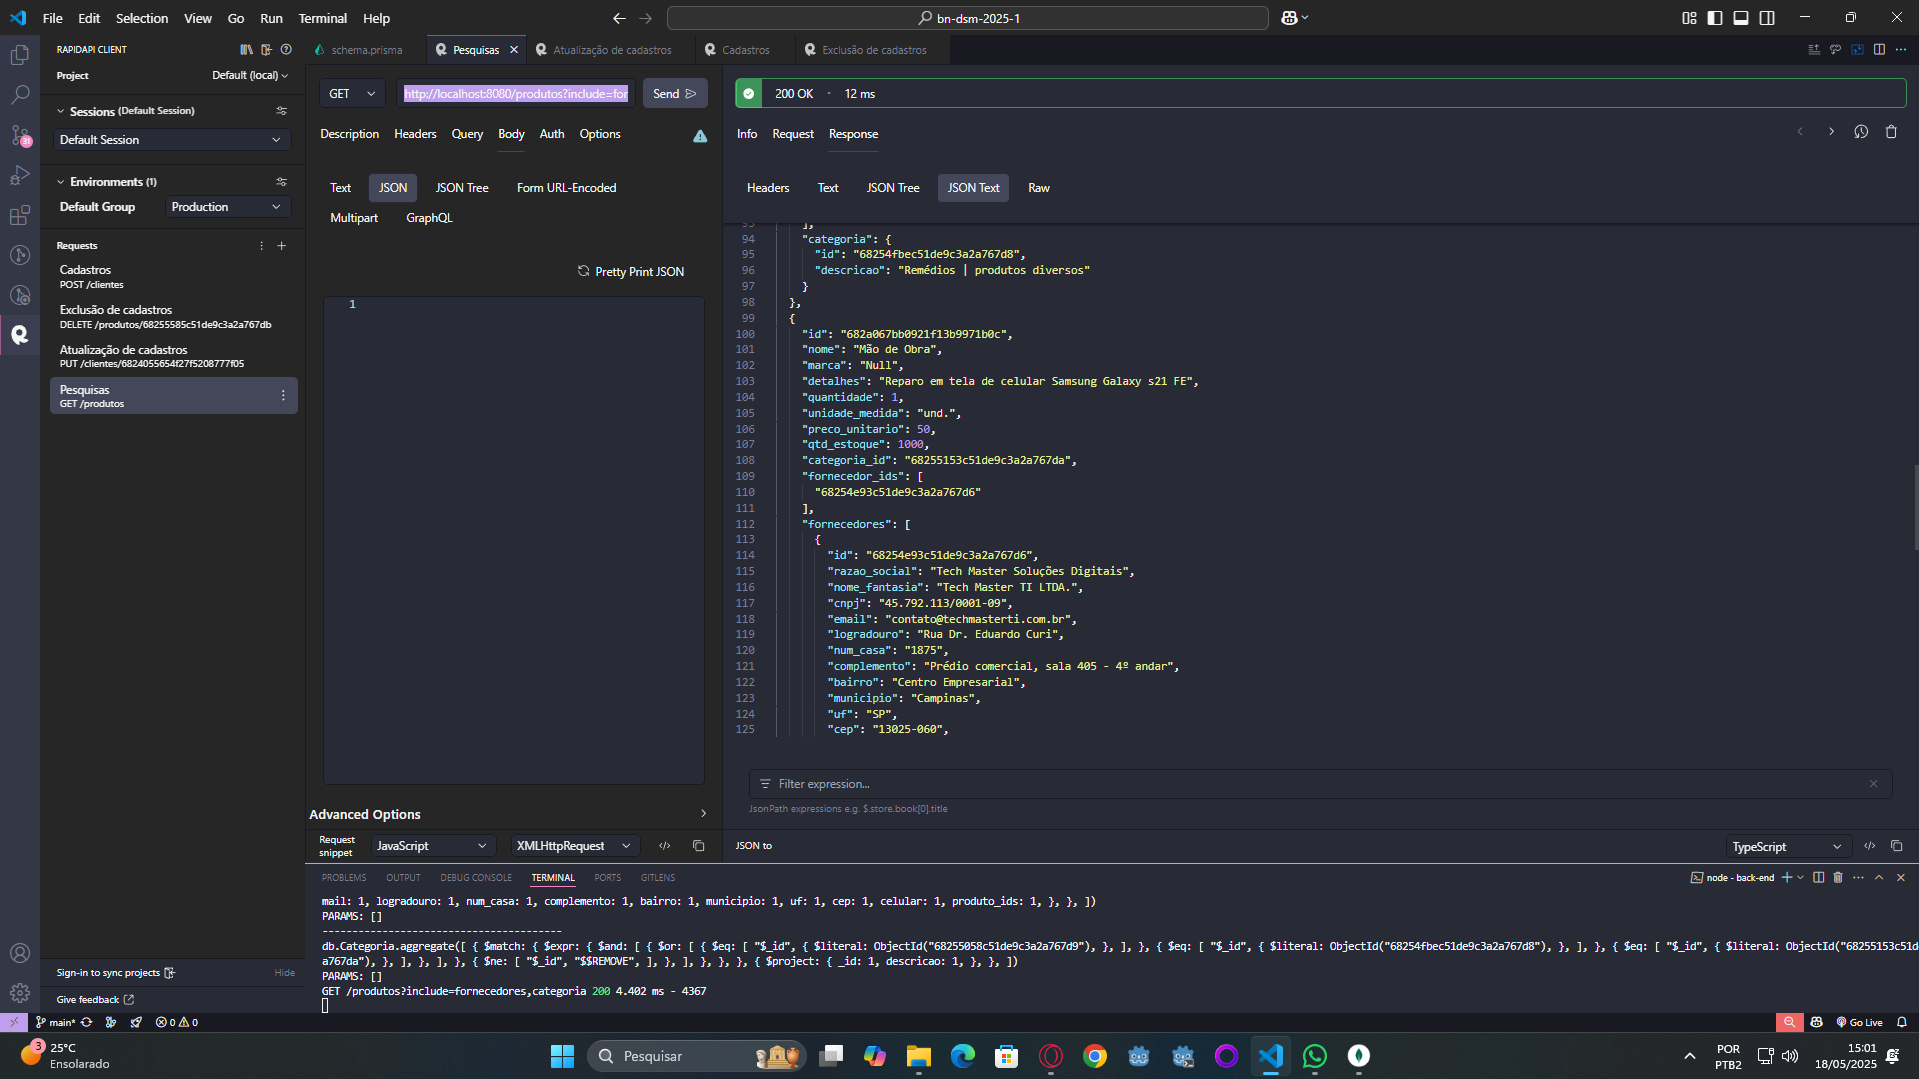 File Edit Selection View Go Run Terminal Help
bn-dsm-2025-1
RAPIDAPI CLIENT
Project
Default (local)
Sessions (Default Session)
Default Session
Environments (1)
Default Group
Production
Requests
Cadastros
POST /clientes
Exclusão de cadastros
DELETE /produtos/68255585c51de9c3a2a767db
Atualização de cadastros
PUT /clientes/6824055654f27f5208777f05
Pesquisas
GET /produtos
Sign-in to sync projects
Hide
Give feedback
schema.prisma
Pesquisas
Atualização de cadastros
Cadastros
Exclusão de cadastros
GET
http://localhost:8080/produtos?include=for
Send
Description Headers Query Body Auth Options
Text JSON JSON Tree Form URL-Encoded
Multipart GraphQL
Pretty Print JSON
1
Advanced Options
Request snippet
JavaScript
XMLHttpRequest
200 OK • 12 ms
Info Request Response
Headers Text JSON Tree JSON Text Raw
93 ],
94 "categoria": {
95 "id": "68254fbec51de9c3a2a767d8",
96 "descricao": "Remédios | produtos diversos"
97 }
98 },
99 {
100 "id": "682a067bb0921f13b9971b0c",
101 "nome": "Mão de Obra",
102 "marca": "Null",
103 "detalhes": "Reparo em tela de celular Samsung Galaxy s21 FE",
104 "quantidade": 1,
105 "unidade_medida": "und.",
106 "preco_unitario": 50,
107 "qtd_estoque": 1000,
108 "categoria_id": "68255153c51de9c3a2a767da",
109 "fornecedor_ids": [
110 "68254e93c51de9c3a2a767d6"
111 ],
112 "fornecedores": [
113 {
114 "id": "68254e93c51de9c3a2a767d6",
115 "razao_social": "Tech Master Soluções Digitais",
116 "nome_fantasia": "Tech Master TI LTDA.",
117 "cnpj": "45.792.113/0001-09",
118 "email": "contato@techmasterti.com.br",
119 "logradouro": "Rua Dr. Eduardo Curi",
120 "num_casa": "1875",
121 "complemento": "Prédio comercial, sala 405 - 4º andar",
122 "bairro": "Centro Empresarial",
123 "municipio": "Campinas",
124 "uf": "SP",
125 "cep": "13025-060",
Filter expression...
JsonPath expressions e.g. $.store.book[0].title
JSON to
TypeScript
PROBLEMS OUTPUT DEBUG CONSOLE TERMINAL PORTS GITLENS
node - back-end
mail: 1, logradouro: 1, num_casa: 1, complemento: 1, bairro: 1, municipio: 1, uf: 1, cep: 1, celular: 1, produto_ids: 1, }, }, ])
PARAMS: []
----------------------------------------
db.Categoria.aggregate([ { $match: { $expr: { $and: [ { $or: [ { $eq: [ "$_id", { $literal: ObjectId("68255058c51de9c3a2a767d9"), }, ], }, { $eq: [ "$_id", { $literal: ObjectId("68254fbec51de9c3a2a767d8"), }, ], }, { $eq: [ "$_id", { $literal: ObjectId("68255153c51de9c3a
a767da"), }, ], }, ], }, { $ne: [ "$_id", "$$REMOVE", ], }, ], }, }, }, { $project: { _id: 1, descricao: 1, }, }, ])
PARAMS: []
GET /produtos?include=fornecedores,categoria 200 4.402 ms - 4367
main*
0 0
Go Live
3
25°C
Ensolarado
Pesquisar
POR
PTB2
15:01
18/05/2025